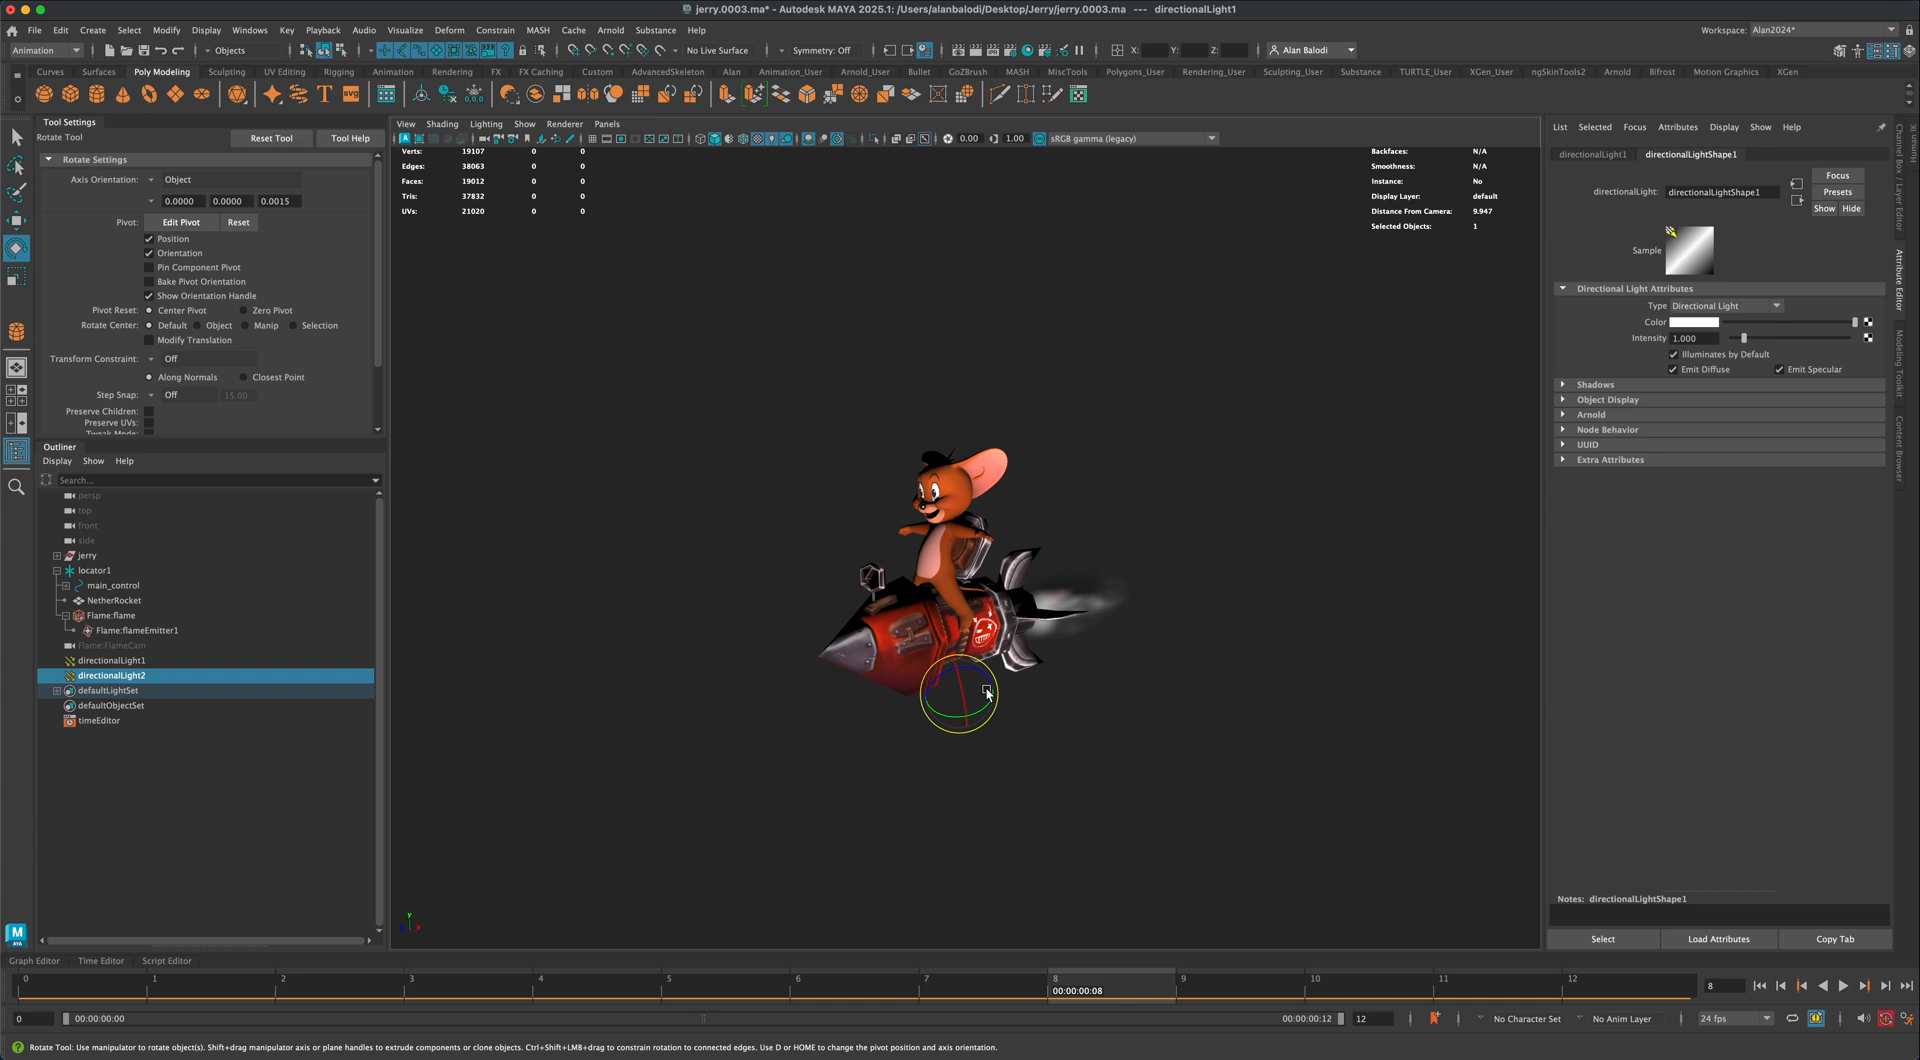 jerry.0003.ma* - Autodesk MAYA 2025.1: /Users/alanbalodi/Desktop/Jerry/jerry.0003.ma --- directionalLight1
File Edit Create Select Modify Display Windows Key Playback Audio Visualize Deform Constrain MASH Cache Arnold Substance Help
Workspace: Alan2024*
Animation Objects No Live Surface Symmetry: Off X: Y: Z: Alan Balodi
Curves Surfaces Poly Modeling Sculpting UV Editing Rigging Animation Rendering FX FX Caching Custom AdvancedSkeleton Alan Animation_User Arnold_User Bullet GoZBrush MASH MiscTools Polygons_User Rendering_User Sculpting_User Substance TURTLE_User XGen_User ngSkinTools2 Arnold Bifrost Motion Graphics XGen
Tool Settings
Rotate Tool Reset Tool Tool Help
Rotate Settings
Axis Orientation: Object
0.0000 0.0000 0.0015
Pivot: Edit Pivot Reset
Position
Orientation
Pin Component Pivot
Bake Pivot Orientation
Show Orientation Handle
Pivot Reset: Center Pivot Zero Pivot
Rotate Center: Default Object Manip Selection
Modify Translation
Transform Constraint: Off
Along Normals Closest Point
Step Snap: Off 15.00
Preserve Children:
Preserve UVs:
Tweak Mode:
Outliner
Display Show Help
Search...
persp
top
front
side
jerry
locator1
main_control
NetherRocket
Flame:flame
Flame:flameEmitter1
Flame:FlameCam
directionalLight1
directionalLight2
defaultLightSet
defaultObjectSet
timeEditor
View Shading Lighting Show Renderer Panels
0.00 1.00 sRGB gamma (legacy)
Verts: 19107 0 0
Edges: 38063 0 0
Faces: 19012 0 0
Tris: 37832 0 0
UVs: 21020 0 0
Backfaces: N/A
Smoothness: N/A
Instance: No
Display Layer: default
Distance From Camera: 9.947
Selected Objects: 1
y
List Selected Focus Attributes Display Show Help
directionalLight1 directionalLightShape1
Focus
directionalLight: directionalLightShape1 Presets
Show Hide
Sample
Directional Light Attributes
Type Directional Light
Color
Intensity 1.000
Illuminates by Default
Emit Diffuse Emit Specular
Shadows
Object Display
Arnold
Node Behavior
UUID
Extra Attributes
Notes: directionalLightShape1
Select Load Attributes Copy Tab
Channel Box / Layer Editor
Attribute Editor
Modeling Toolkit
Content Browser
Human IK
Graph Editor Time Editor Script Editor
0 1 2 3 4 5 6 7 8 9 10 11 12
00:00:00:08
8
0 00:00:00:00 00:00:00:12 12 No Character Set No Anim Layer 24 fps
Rotate Tool: Use manipulator to rotate object(s). Shift+drag manipulator axis or plane handles to extrude components or clone objects. Ctrl+Shift+LMB+drag to constrain rotation to connected edges. Use D or HOME to change the pivot position and axis orientation.
M
AYA